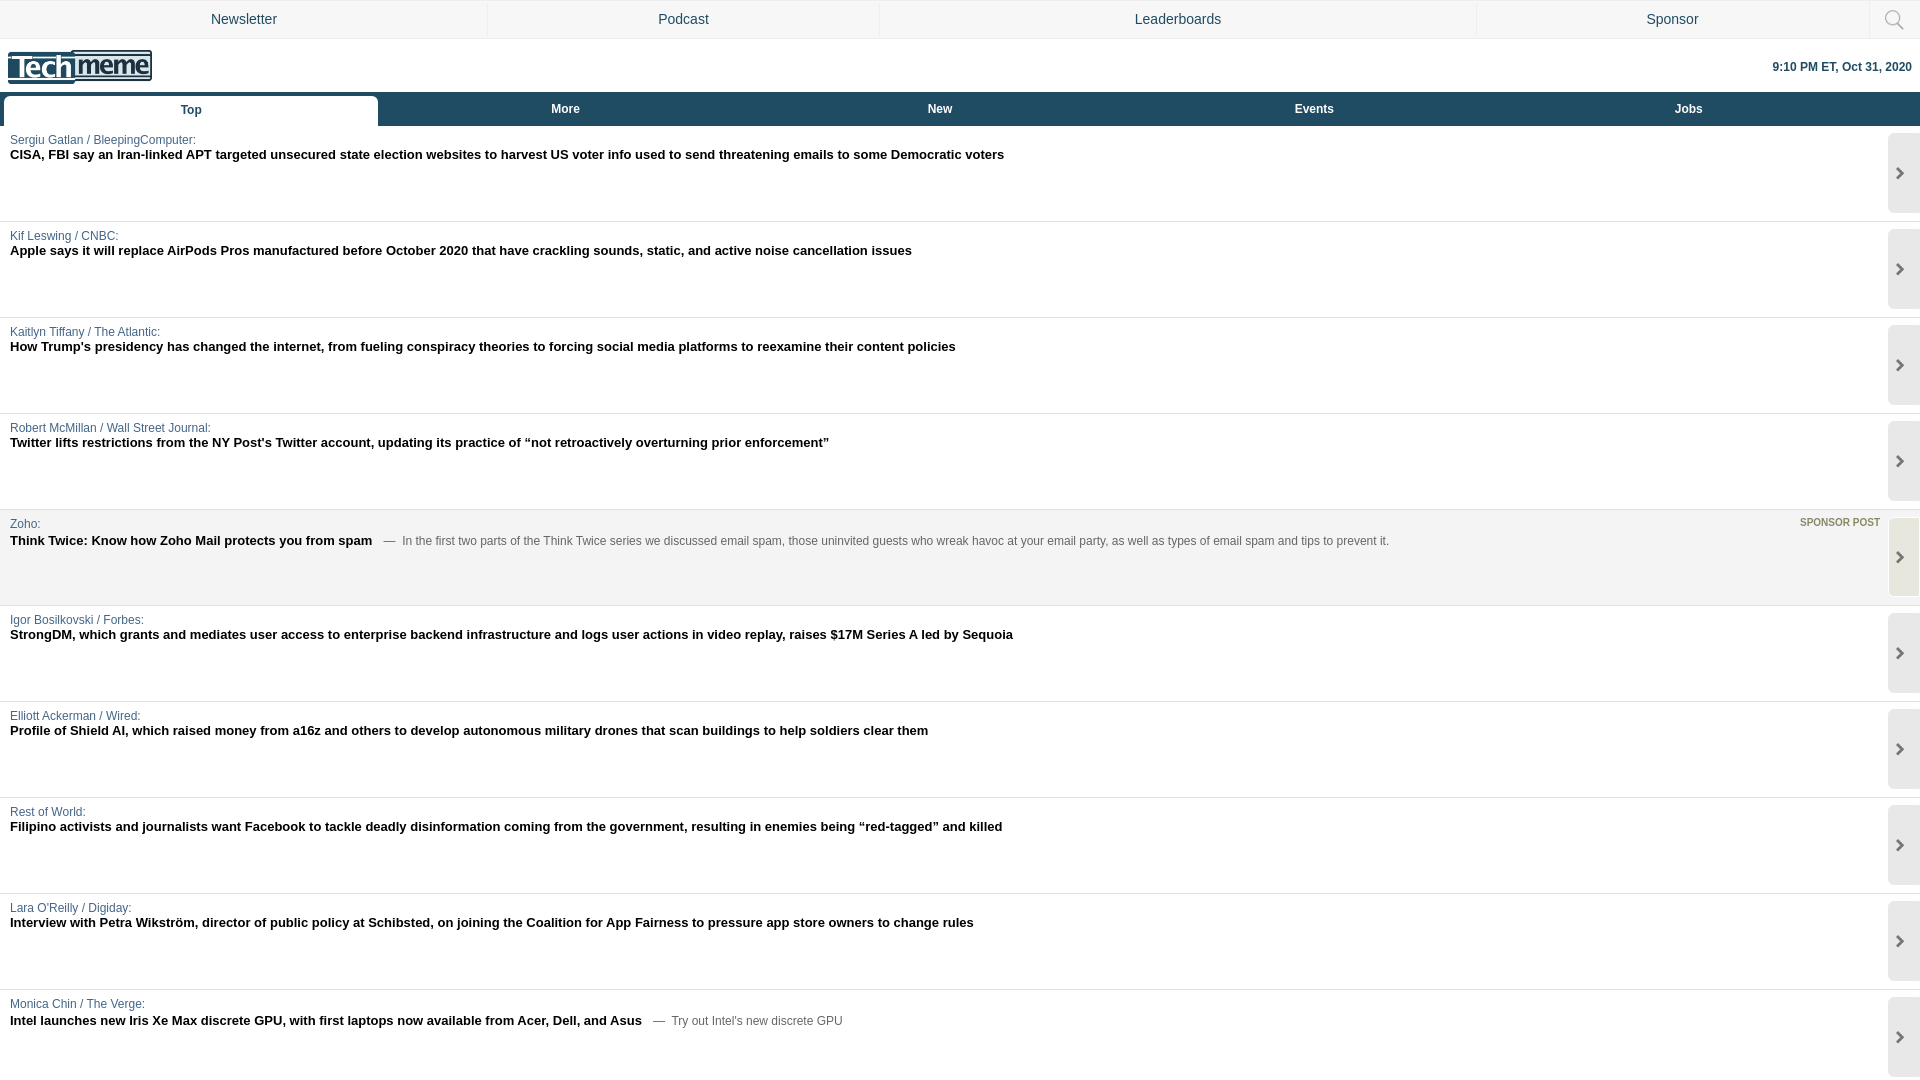 Newsletter
Podcast
Leaderboards
Sponsor
Techmeme
9:10 PM ET, Oct 31, 2020
Top
More
New
Events
Jobs
Sergiu Gatlan / BleepingComputer:
CISA, FBI say an Iran-linked APT targeted unsecured state election websites to harvest US voter info used to send threatening emails to some Democratic voters
Kif Leswing / CNBC:
Apple says it will replace AirPods Pros manufactured before October 2020 that have crackling sounds, static, and active noise cancellation issues
Kaitlyn Tiffany / The Atlantic:
How Trump's presidency has changed the internet, from fueling conspiracy theories to forcing social media platforms to reexamine their content policies
Robert McMillan / Wall Street Journal:
Twitter lifts restrictions from the NY Post's Twitter account, updating its practice of “not retroactively overturning prior enforcement”
Zoho:
SPONSOR POST
Think Twice: Know how Zoho Mail protects you from spam — In the first two parts of the Think Twice series we discussed email spam, those uninvited guests who wreak havoc at your email party, as well as types of email spam and tips to prevent it.
Igor Bosilkovski / Forbes:
StrongDM, which grants and mediates user access to enterprise backend infrastructure and logs user actions in video replay, raises $17M Series A led by Sequoia
Elliott Ackerman / Wired:
Profile of Shield AI, which raised money from a16z and others to develop autonomous military drones that scan buildings to help soldiers clear them
Rest of World:
Filipino activists and journalists want Facebook to tackle deadly disinformation coming from the government, resulting in enemies being “red-tagged” and killed
Lara O'Reilly / Digiday:
Interview with Petra Wikström, director of public policy at Schibsted, on joining the Coalition for App Fairness to pressure app store owners to change rules
Monica Chin / The Verge:
Intel launches new Iris Xe Max discrete GPU, with first laptops now available from Acer, Dell, and Asus — Try out Intel's new discrete GPU